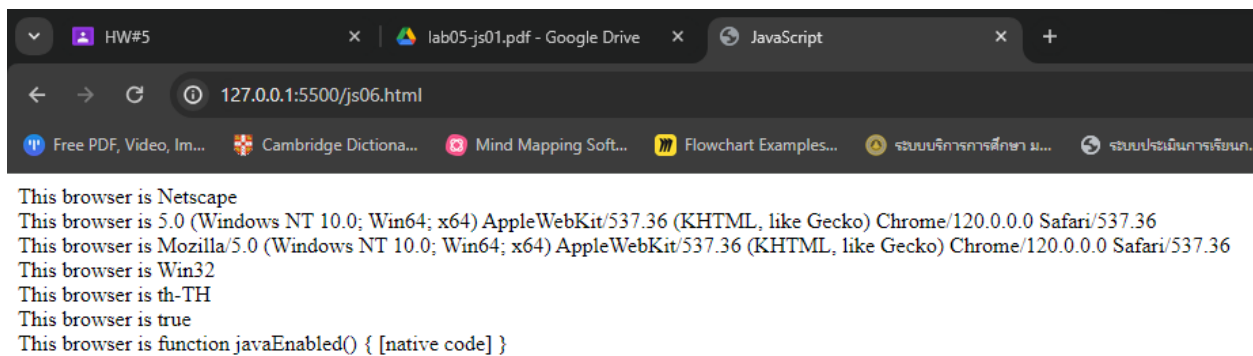 HW#5
lab05-js01.pdf - Google Drive
JavaScript
127.0.0.1:5500/js06.html
Free PDF, Video, Im...
Cambridge Dictiona...
Mind Mapping Soft...
Flowchart Examples...
ระบบบริการการศึกษา ม...
ระบบประเมินการเรียนก...
This browser is Netscape
This browser is 5.0 (Windows NT 10.0; Win64; x64) AppleWebKit/537.36 (KHTML, like Gecko) Chrome/120.0.0.0 Safari/537.36
This browser is Mozilla/5.0 (Windows NT 10.0; Win64; x64) AppleWebKit/537.36 (KHTML, like Gecko) Chrome/120.0.0.0 Safari/537.36
This browser is Win32
This browser is th-TH
This browser is true
This browser is function javaEnabled() { [native code] }